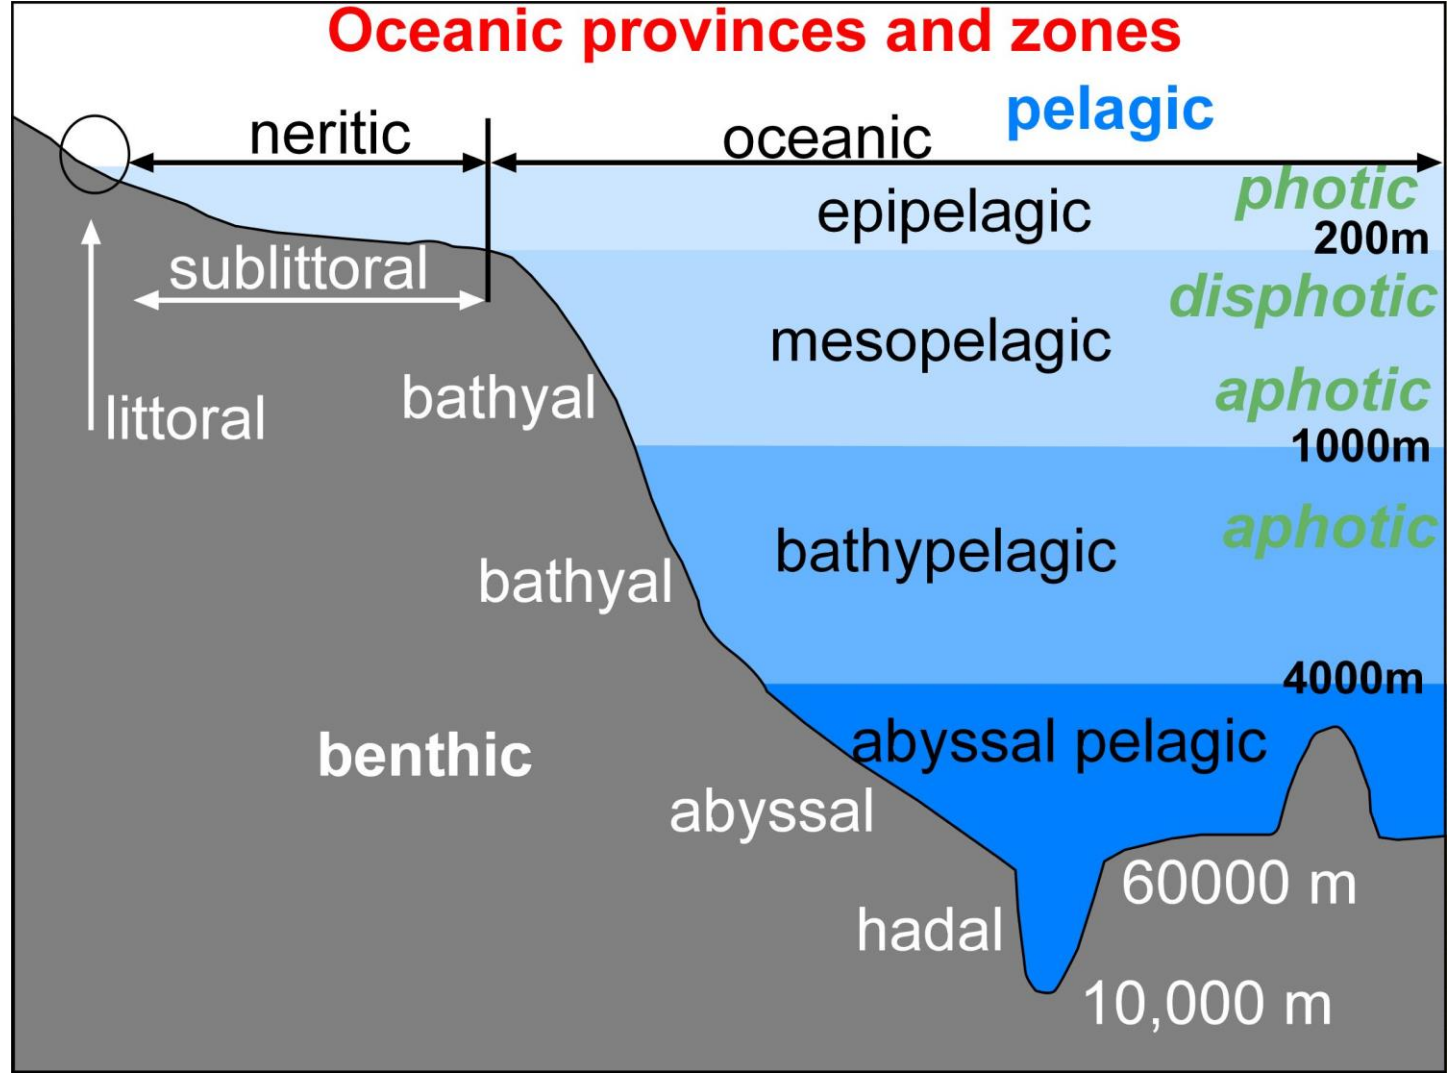 Oceanic provinces and zones
pelagic
neritic
oceanic
photic
epipelagic
200m
sublittoral
disphotic
mesopelagic
bathyal
aphotic
littoral
1000m
aphotic
bathypelagic
bathyal
4000m
abyssal pelagic
benthic
abyssal
60000 m
hadal
10,000 m